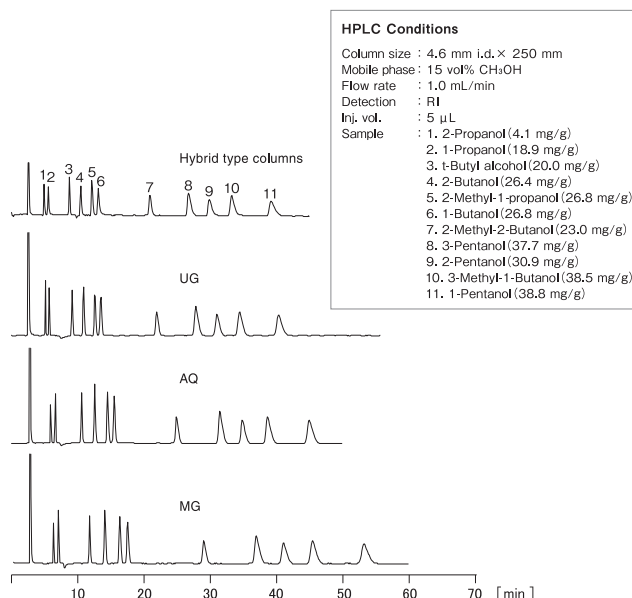 HPLC Conditions
Column size : 4.6 mm i.d. × 250 mm
Mobile phase : 15 vol% CH₃OH
Flow rate : 1.0 mL/min
Detection : RI
Inj. vol. : 5 μL
Sample : 1. 2-Propanol (4.1 mg/g)
2. 1-Propanol (18.9 mg/g)
3. t-Butyl alcohol (20.0 mg/g)
4. 2-Butanol (26.4 mg/g)
5. 2-Methyl-1-propanol (26.8 mg/g)
6. 1-Butanol (26.8 mg/g)
7. 2-Methyl-2-Butanol (23.0 mg/g)
8. 3-Pentanol (37.7 mg/g)
9. 2-Pentanol (30.9 mg/g)
10. 3-Methyl-1-Butanol (38.5 mg/g)
11. 1-Pentanol (38.8 mg/g)
Hybrid type columns
1 2 3 4 5 6 7 8 9 10 11
UG
AQ
MG
10 20 30 40 50 60 70 [min]